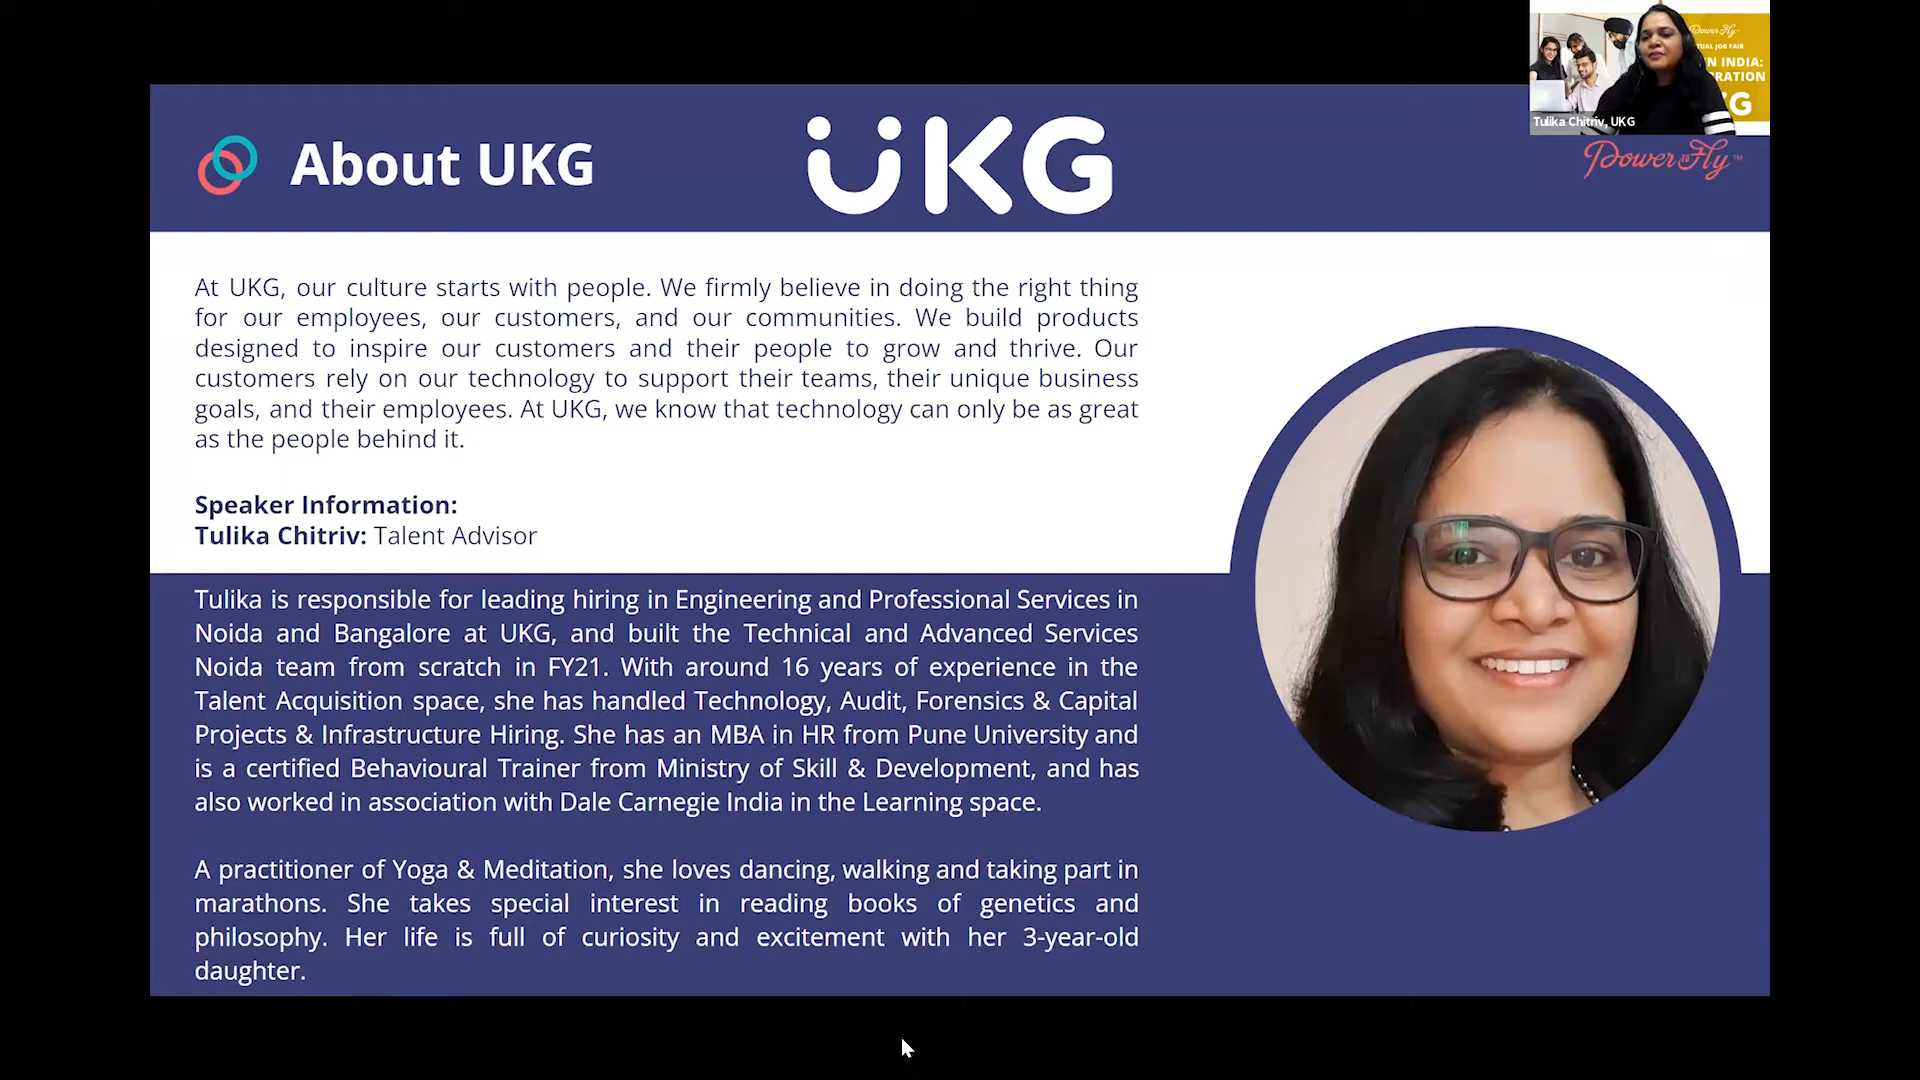 PowerToFly
TUAL JOB FAIR
N INDIA:
RATION
G
Tulika Chitriv, UKG
About UKG
UKG
PowerToFly™
At UKG, our culture starts with people. We firmly believe in doing the right thing
for our employees, our customers, and our communities. We build products
designed to inspire our customers and their people to grow and thrive. Our
customers rely on our technology to support their teams, their unique business
goals, and their employees. At UKG, we know that technology can only be as great
as the people behind it.
Speaker Information:
Tulika Chitriv: Talent Advisor
Tulika is responsible for leading hiring in Engineering and Professional Services in
Noida and Bangalore at UKG, and built the Technical and Advanced Services
Noida team from scratch in FY21. With around 16 years of experience in the
Talent Acquisition space, she has handled Technology, Audit, Forensics & Capital
Projects & Infrastructure Hiring. She has an MBA in HR from Pune University and
is a certified Behavioural Trainer from Ministry of Skill & Development, and has
also worked in association with Dale Carnegie India in the Learning space.
A practitioner of Yoga & Meditation, she loves dancing, walking and taking part in
marathons. She takes special interest in reading books of genetics and
philosophy. Her life is full of curiosity and excitement with her 3-year-old
daughter.